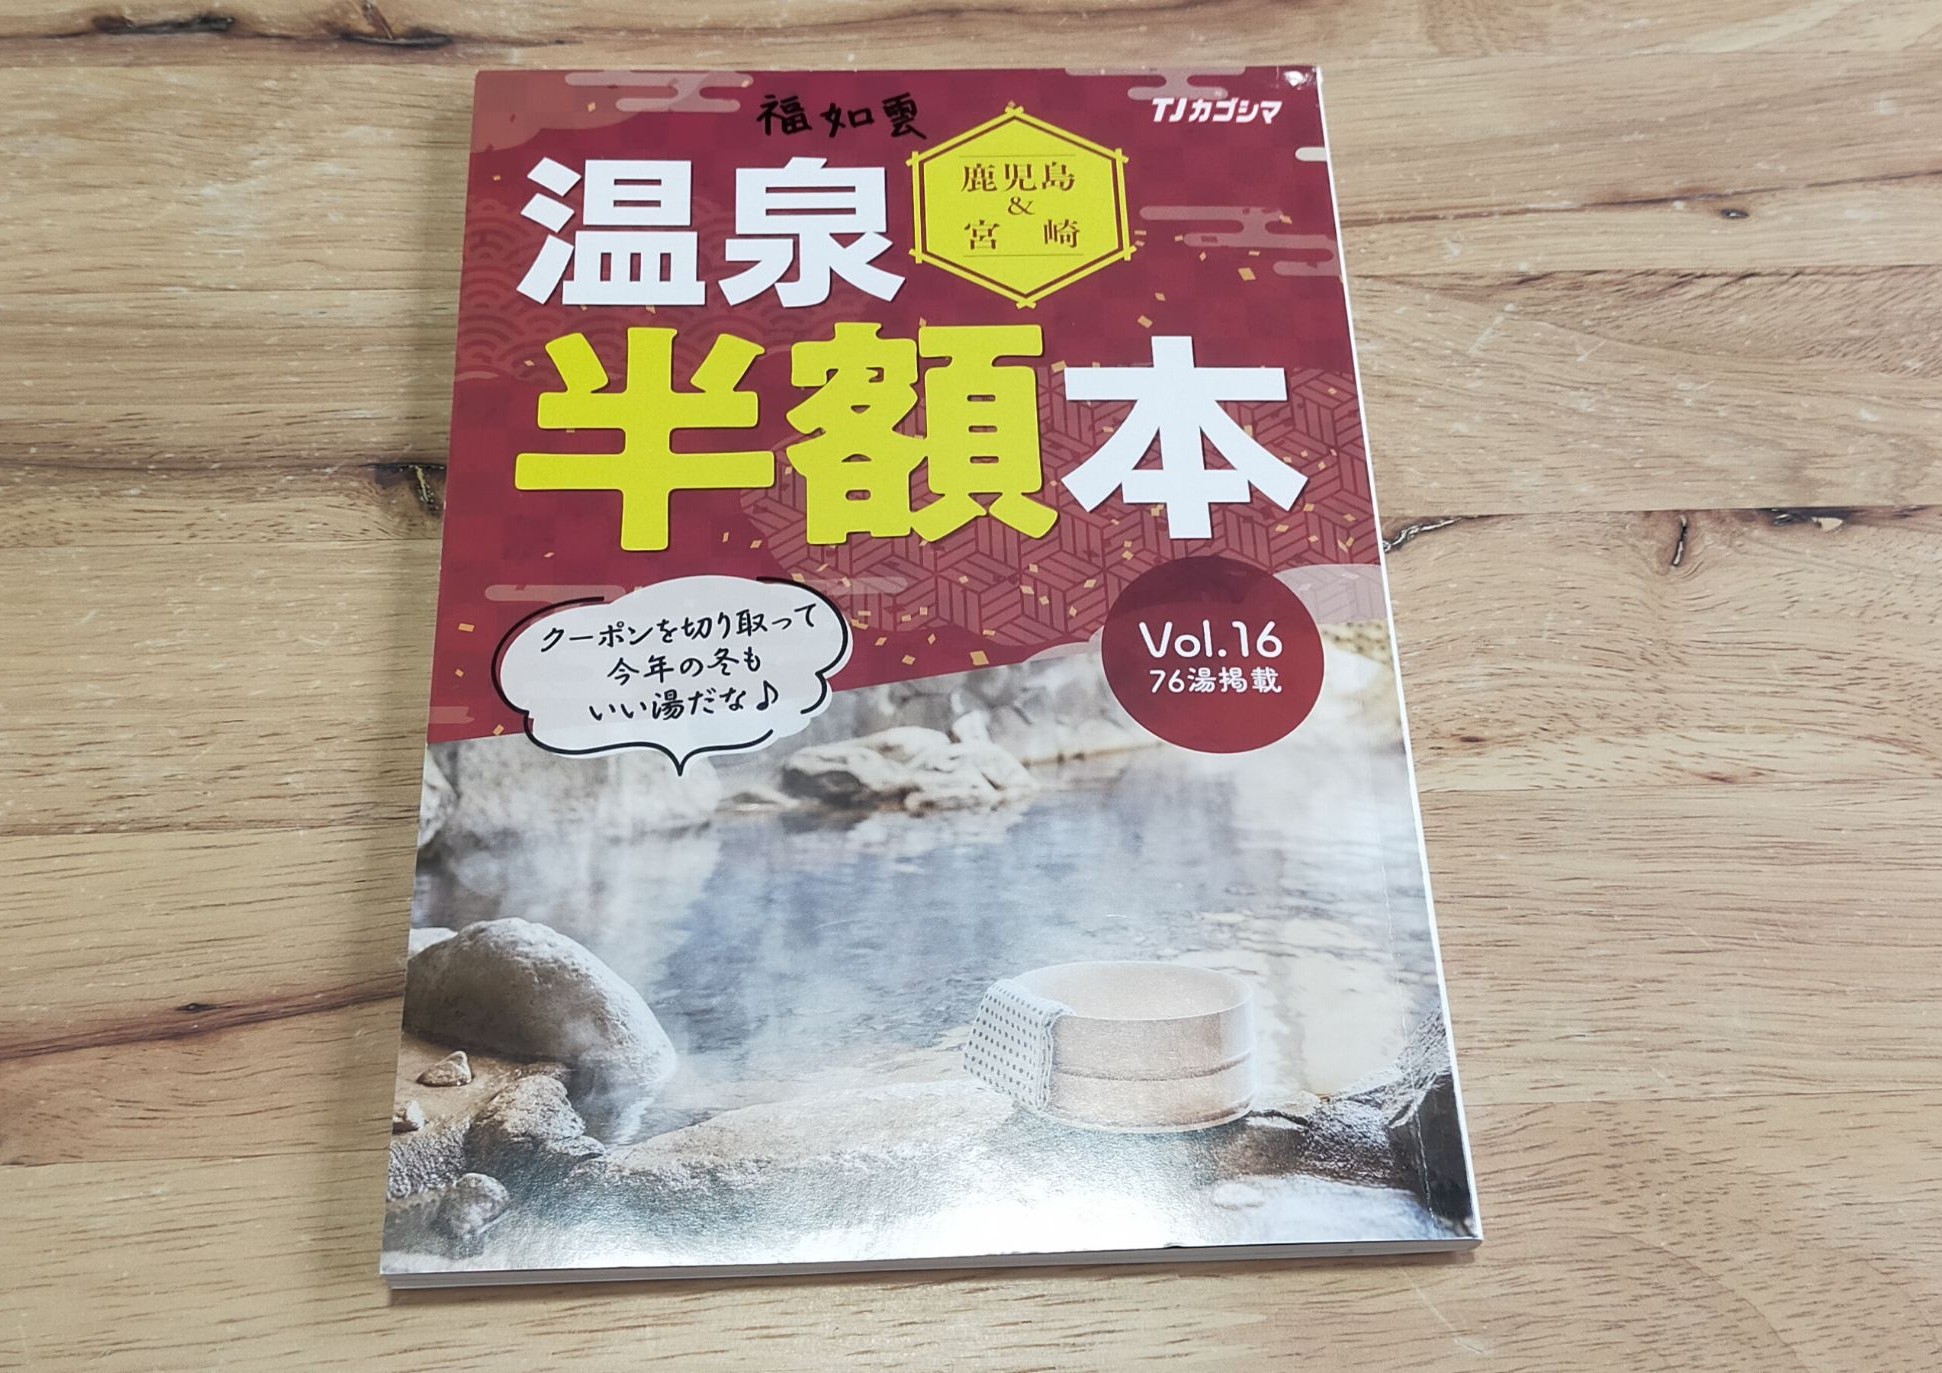 福如雲
TJカゴシマ
鹿児島
&
宮崎
温泉
半額本
クーポンを切り取って
今年の冬も
いい湯だな♪
Vol.16
76湯掲載